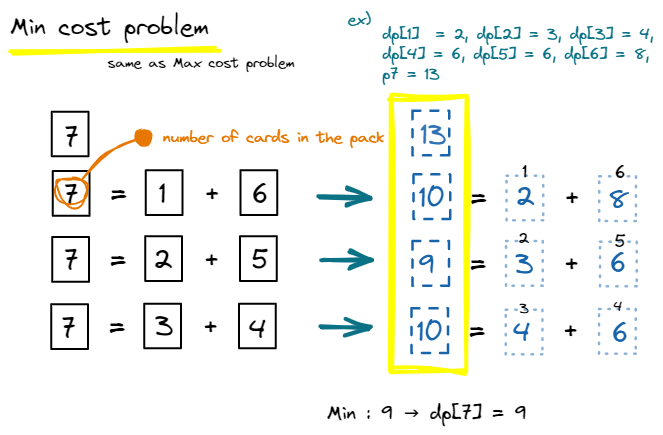 Min cost problem
same as Max cost problem
ex)
dp[1] = 2, dp[2] = 3, dp[3] = 4,
dp[4] = 6, dp[5] = 6, dp[6] = 8,
p7 = 13
7
number of cards in the pack
13
7 = 1 + 6 → 10 = 2 + 8
1 6
7 = 2 + 5 → 9 = 3 + 6
2 5
7 = 3 + 4 → 10 = 4 + 6
3 4
Min : 9 → dp[7] = 9